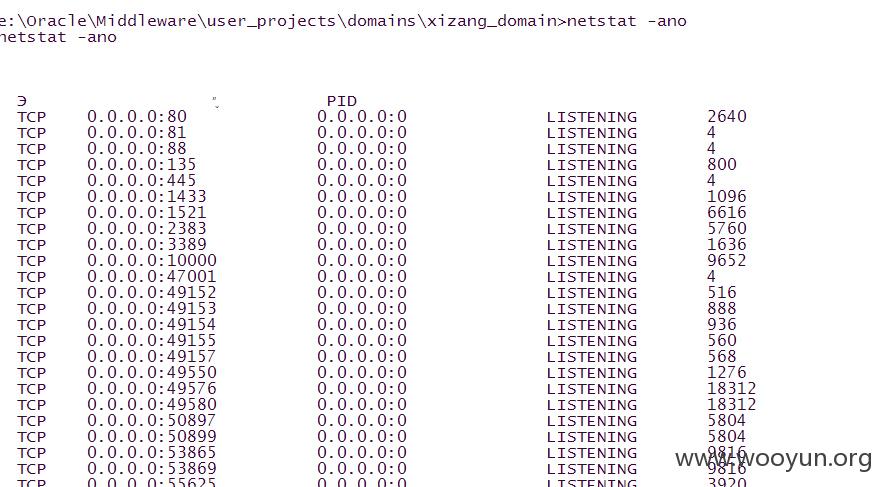 e:\Oracle\Middleware\user_projects\domains\xizang_domain>netstat -ano
netstat -ano
Э PID
TCP 0.0.0.0:80 0.0.0.0:0 LISTENING 2640
TCP 0.0.0.0:81 0.0.0.0:0 LISTENING 4
TCP 0.0.0.0:88 0.0.0.0:0 LISTENING 4
TCP 0.0.0.0:135 0.0.0.0:0 LISTENING 800
TCP 0.0.0.0:445 0.0.0.0:0 LISTENING 4
TCP 0.0.0.0:1433 0.0.0.0:0 LISTENING 1096
TCP 0.0.0.0:1521 0.0.0.0:0 LISTENING 6616
TCP 0.0.0.0:2383 0.0.0.0:0 LISTENING 5760
TCP 0.0.0.0:3389 0.0.0.0:0 LISTENING 1636
TCP 0.0.0.0:10000 0.0.0.0:0 LISTENING 9652
TCP 0.0.0.0:47001 0.0.0.0:0 LISTENING 4
TCP 0.0.0.0:49152 0.0.0.0:0 LISTENING 516
TCP 0.0.0.0:49153 0.0.0.0:0 LISTENING 888
TCP 0.0.0.0:49154 0.0.0.0:0 LISTENING 936
TCP 0.0.0.0:49155 0.0.0.0:0 LISTENING 560
TCP 0.0.0.0:49157 0.0.0.0:0 LISTENING 568
TCP 0.0.0.0:49550 0.0.0.0:0 LISTENING 1276
TCP 0.0.0.0:49576 0.0.0.0:0 LISTENING 18312
TCP 0.0.0.0:49580 0.0.0.0:0 LISTENING 18312
TCP 0.0.0.0:50897 0.0.0.0:0 LISTENING 5804
TCP 0.0.0.0:50899 0.0.0.0:0 LISTENING 5804
TCP 0.0.0.0:53865 0.0.0.0:0 LISTENING 9816
TCP 0.0.0.0:53869 0.0.0.0:0 LISTENING 9816
TCP 0.0.0.0:55625 0.0.0.0:0 LISTENING 3920
www.wooyun.org